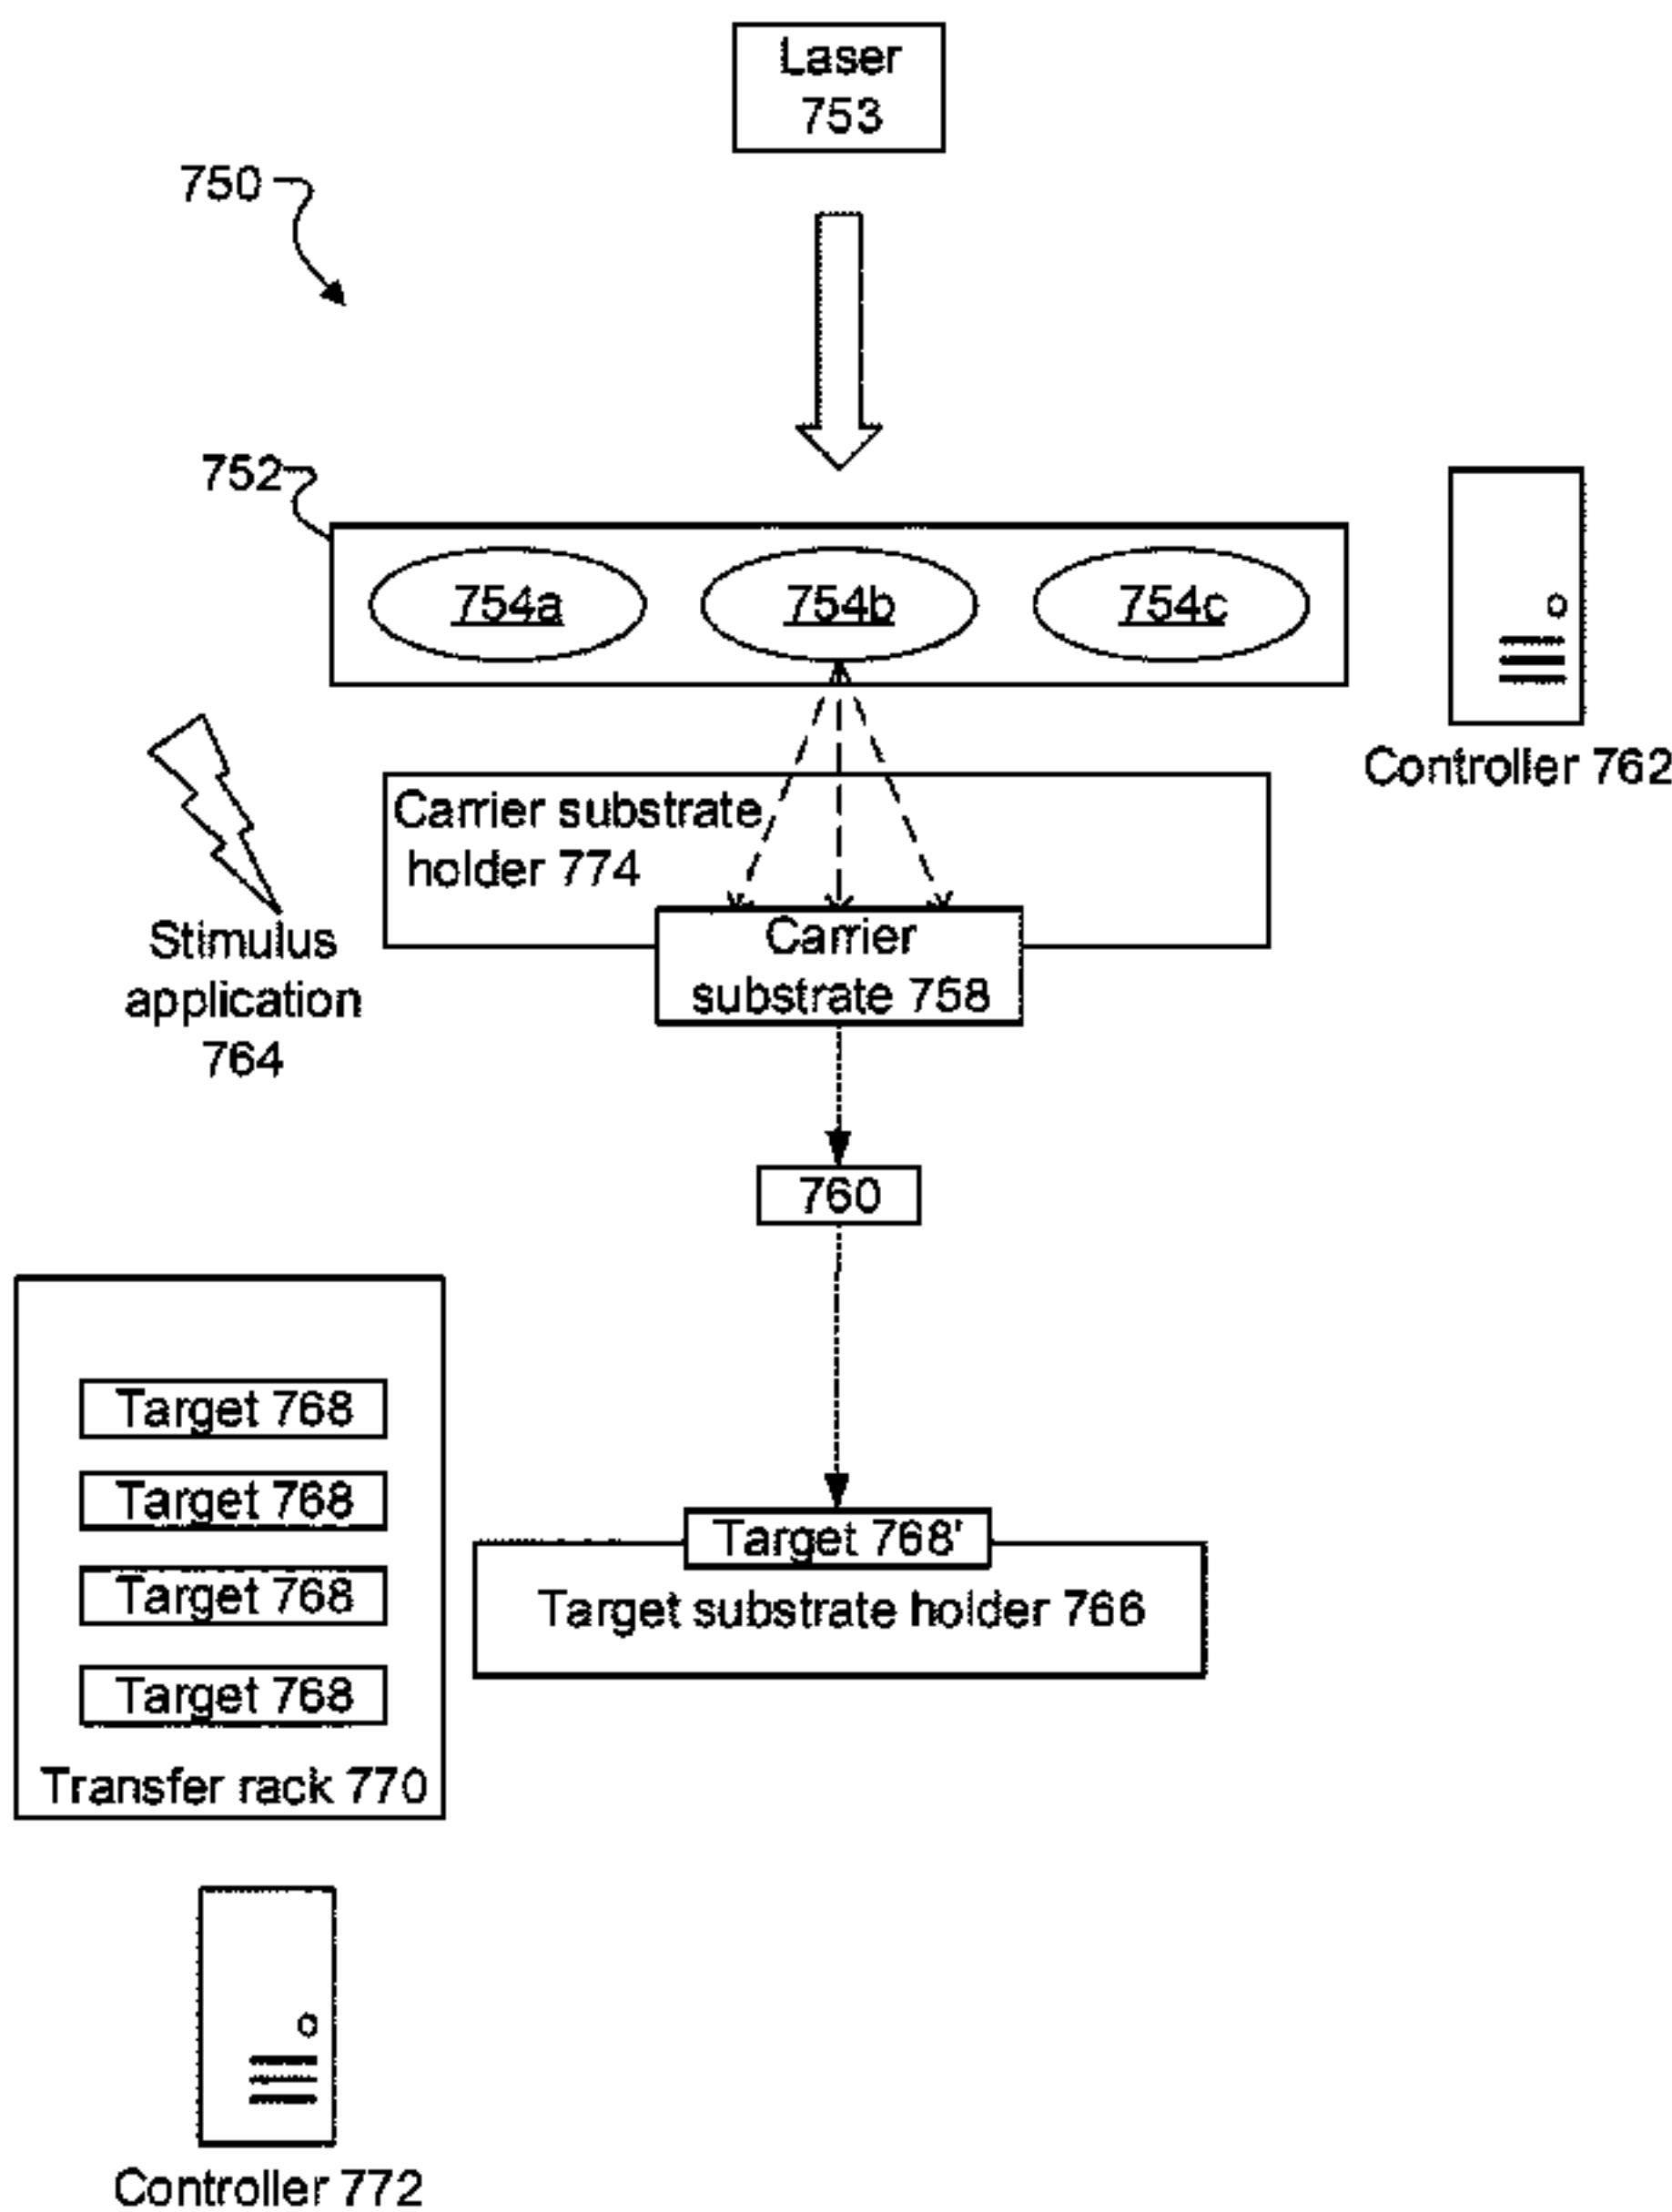 Laser
753
750
752
754a 754b 754c
Controller 762
Carrier substrate
holder 774
Carrier
substrate 758
Stimulus
application
764
760
Target 768
Target 768
Target 768
Target 768
Transfer rack 770
Target 768'
Target substrate holder 766
Controller 772